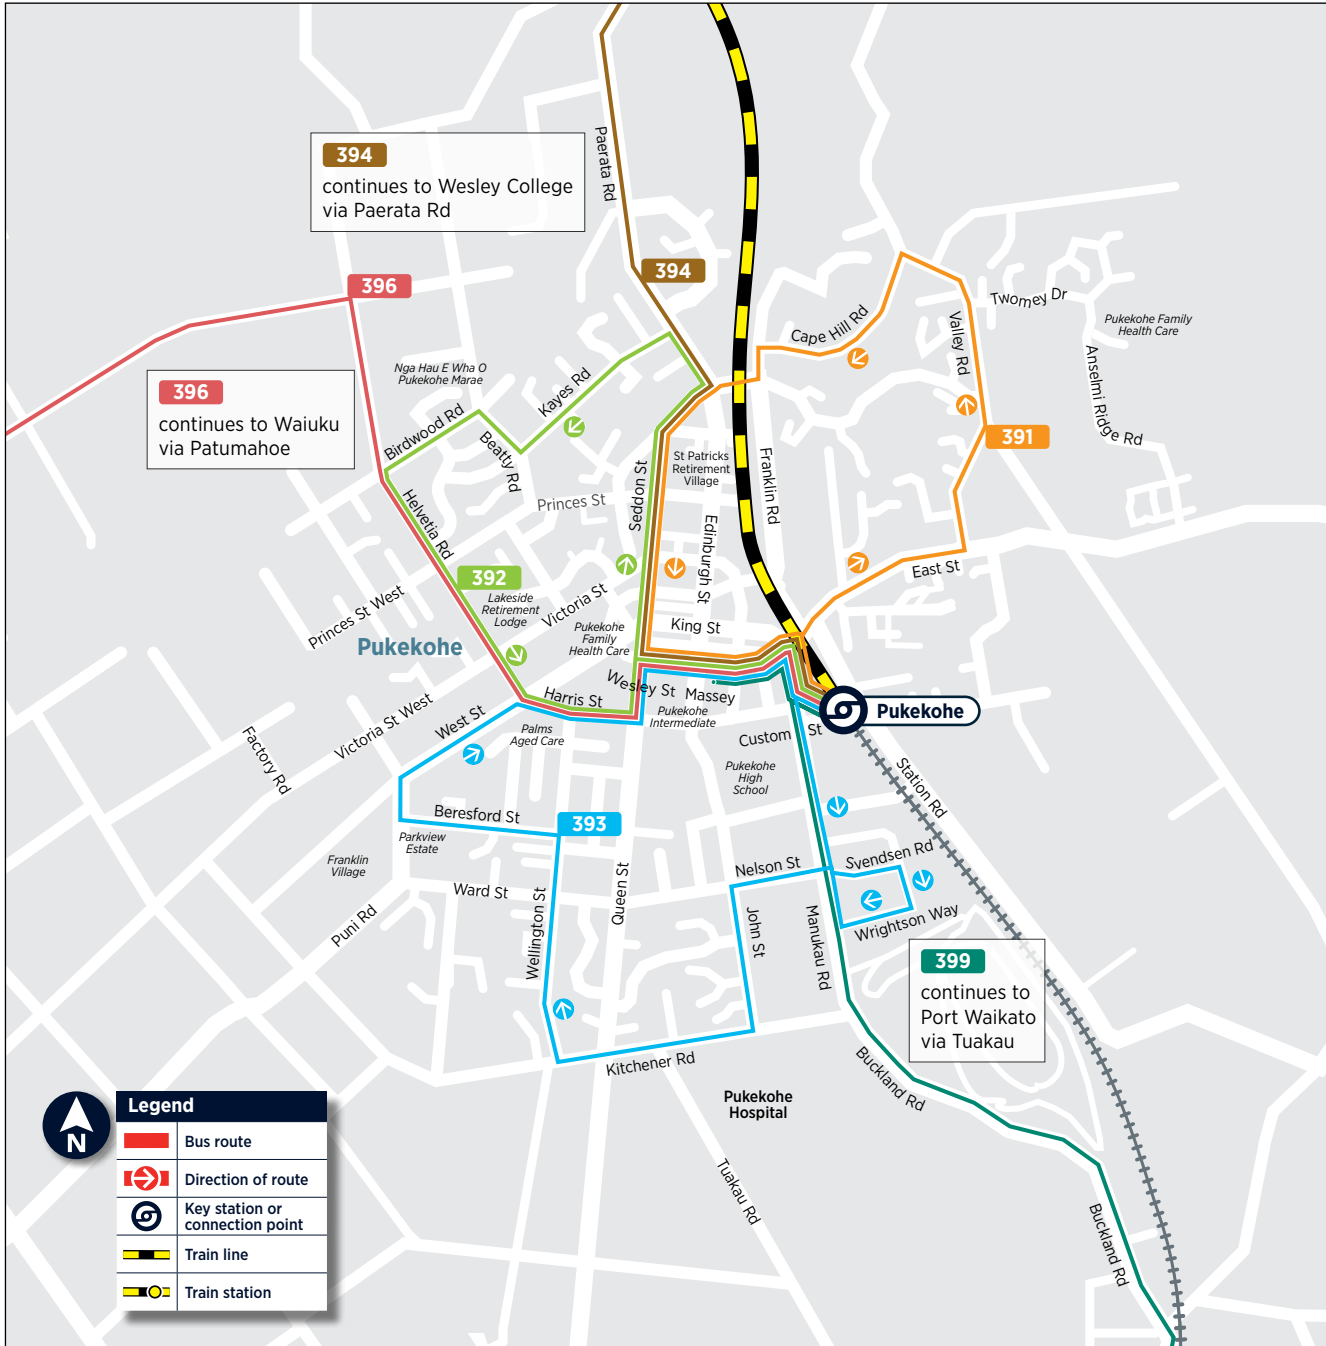 394
continues to Wesley College
via Paerata Rd
Paerata Rd
394
396
396
continues to Waiuku
via Patumahoe
Nga Hau E Wha O
Pukekohe Marae
Kayes Rd
Birdwood Rd
Beatty Rd
Cape Hill Rd
Twomey Dr
Valley Rd
Pukekohe Family
Health Care
Anselmi Ridge Rd
391
St Patricks
Retirement
Village
Franklin Rd
Seddon St
Princes St
Edinburgh St
Helvetia Rd
392
Lakeside
Retirement
Lodge
Victoria St
East St
Princes St West
Pukekohe
Pukekohe
Family
Health Care
King St
Wesley St
Massey
Harris St
Pukekohe
Intermediate
Pukekohe
Palms
Aged Care
West St
Victoria St West
Factory Rd
Custom St
Pukekohe
High
School
Station Rd
Beresford St
393
Parkview
Estate
Franklin
Village
Ward St
Puni Rd
Wellington St
Queen St
Nelson St
Svendsen Rd
John St
Manukau Rd
Wrightson Way
399
continues to
Port Waikato
via Tuakau
Kitchener Rd
Buckland Rd
Pukekohe
Hospital
Tuakau Rd
Buckland Rd
N
Legend
Bus route
Direction of route
Key station or
connection point
Train line
Train station